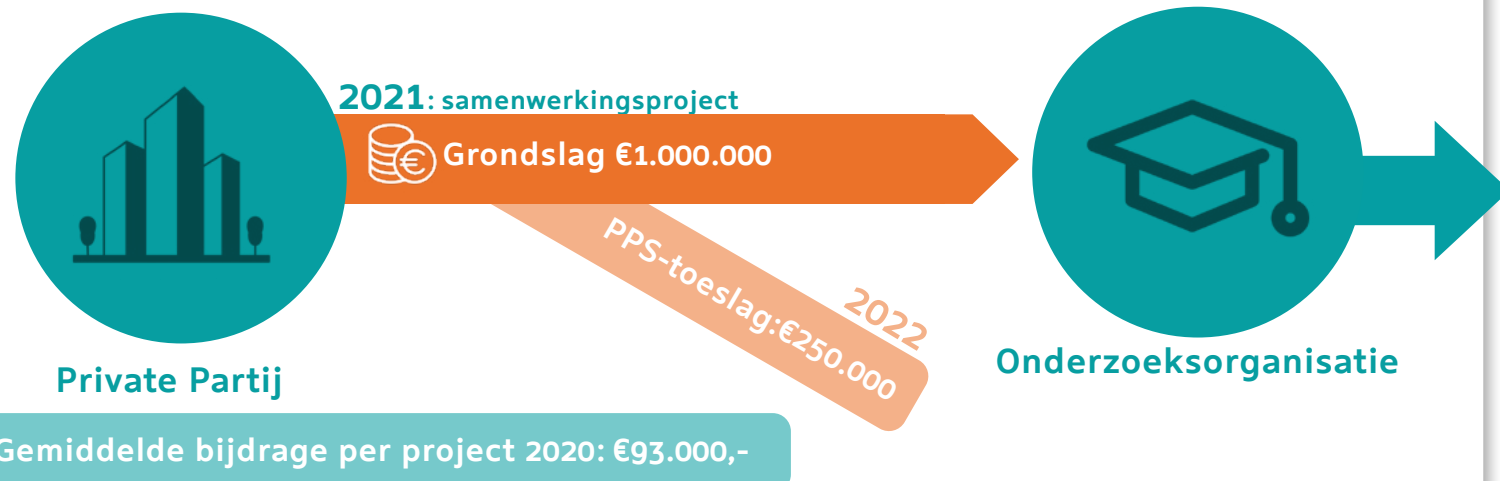 2021: samenwerkingsproject
Grondslag €1.000.000
PPS-toeslag:€250.000
2022
Private Partij
Onderzoeksorganisatie
Gemiddelde bijdrage per project 2020: €93.000,-